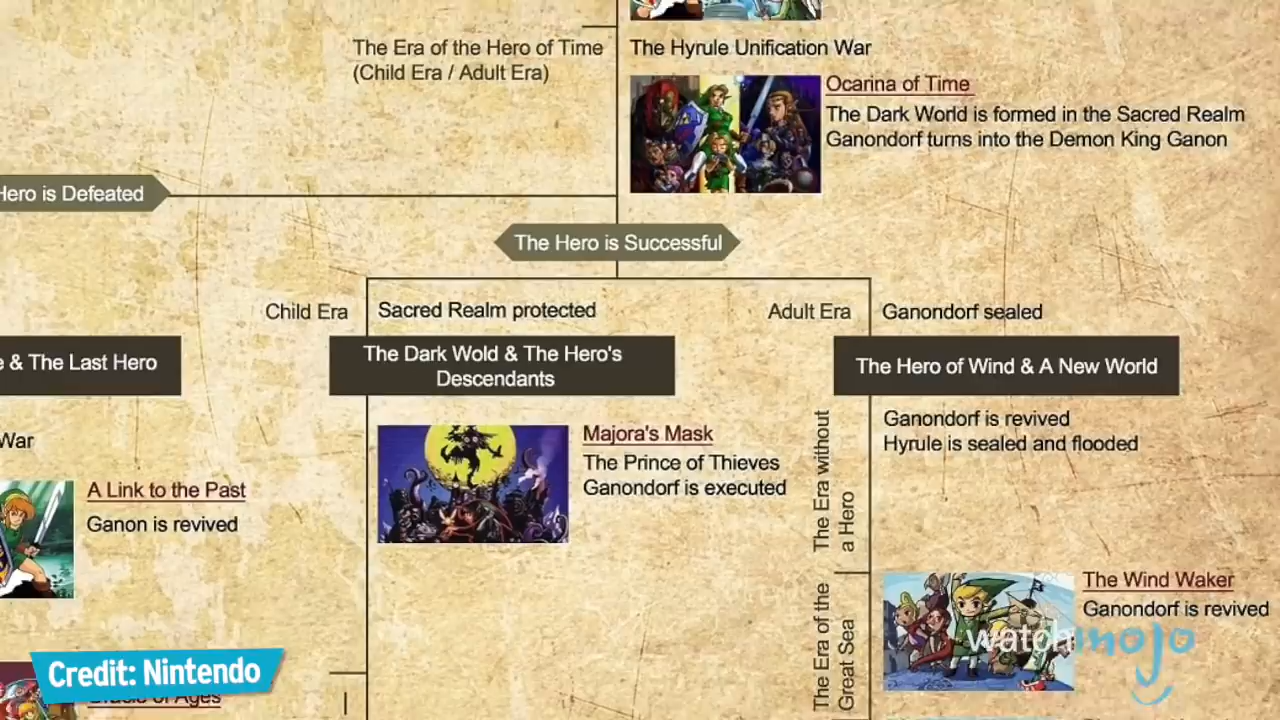 The Era of the Hero of Time
(Child Era / Adult Era)
The Hyrule Unification War
Ocarina of Time
The Dark World is formed in the Sacred Realm
Ganondorf turns into the Demon King Ganon
Hero is Defeated
The Hero is Successful
Child Era
Sacred Realm protected
Adult Era
Ganondorf sealed
e & The Last Hero
The Dark Wold & The Hero's
Descendants
The Hero of Wind & A New World
War
A Link to the Past
Ganon is revived
Majora's Mask
The Prince of Thieves
Ganondorf is executed
The Era without
a Hero
Ganondorf is revived
Hyrule is sealed and flooded
The Era of the
Great Sea
The Wind Waker
Ganondorf is revived
watchmojo
Credit: Nintendo
of Ages